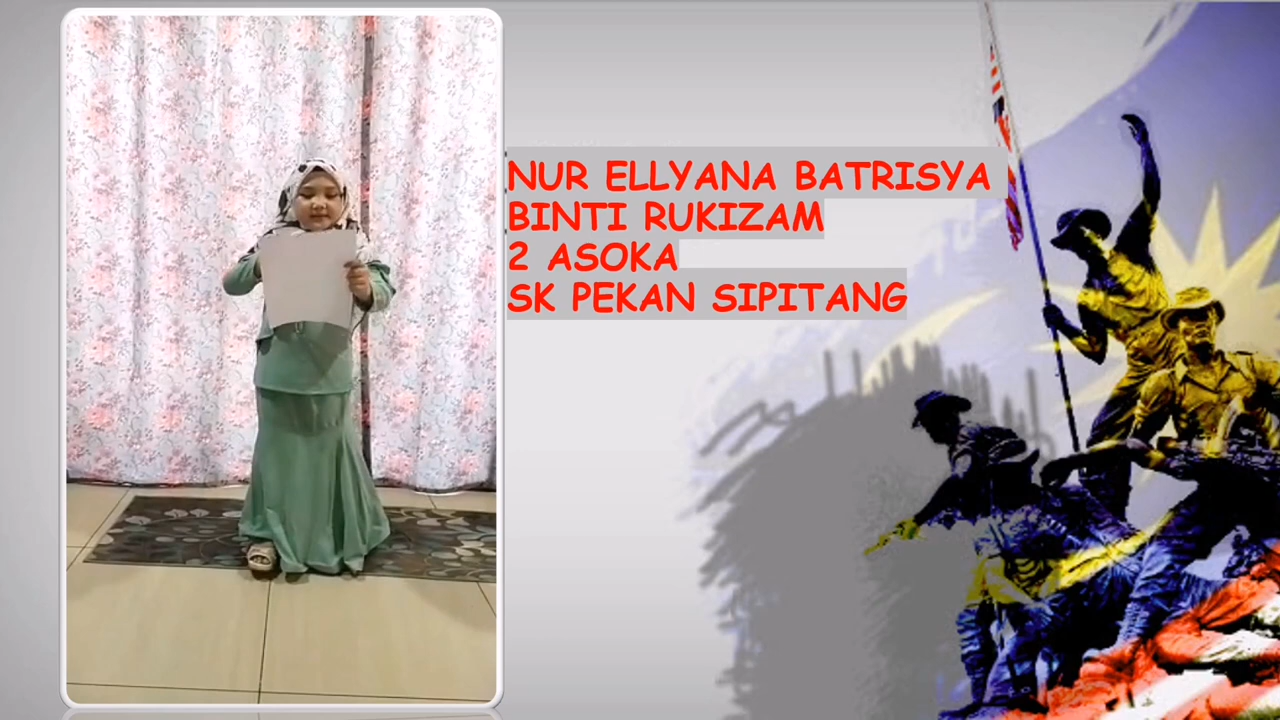 NUR ELLYANA BATRISYA
BINTI RUKIZAM
2 ASOKA
SK PEKAN SIPITANG